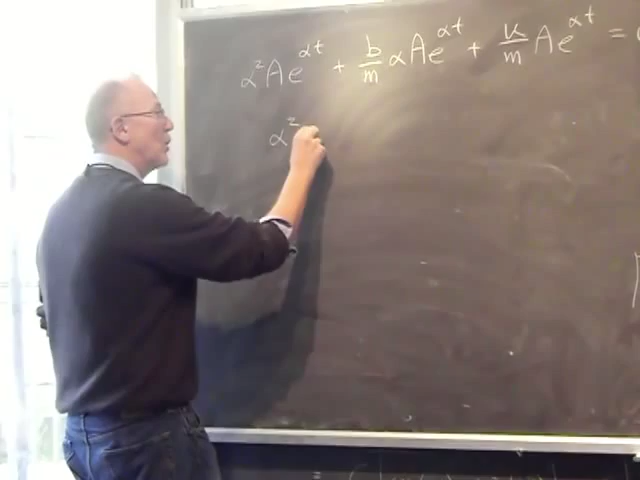 α²Ae^{αt} + b/m αAe^{αt} + k/m Ae^{αt} =
α²